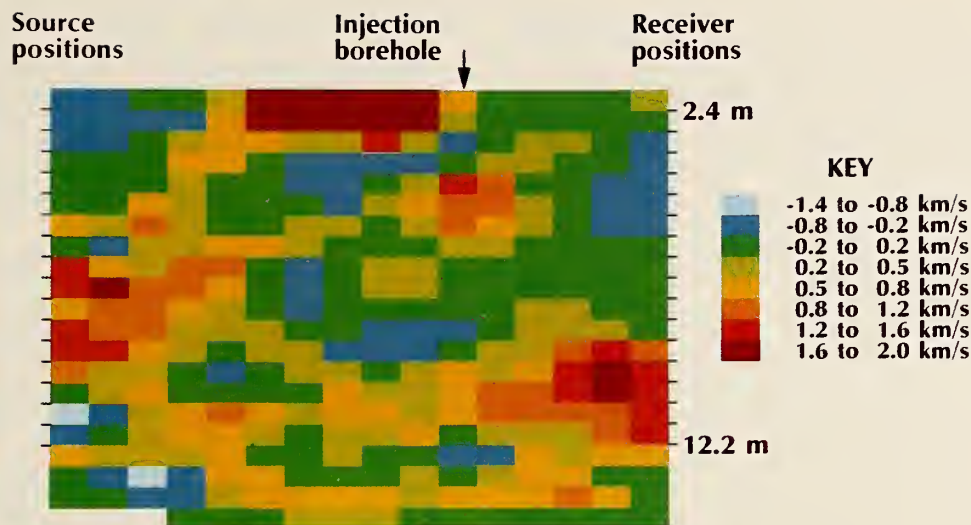 Source positions
Injection borehole
Receiver positions
2.4 m
12.2 m
KEY
-1.4 to -0.8 km/s
-0.8 to -0.2 km/s
-0.2 to 0.2 km/s
0.2 to 0.5 km/s
0.5 to 0.8 km/s
0.8 to 1.2 km/s
1.2 to 1.6 km/s
1.6 to 2.0 km/s